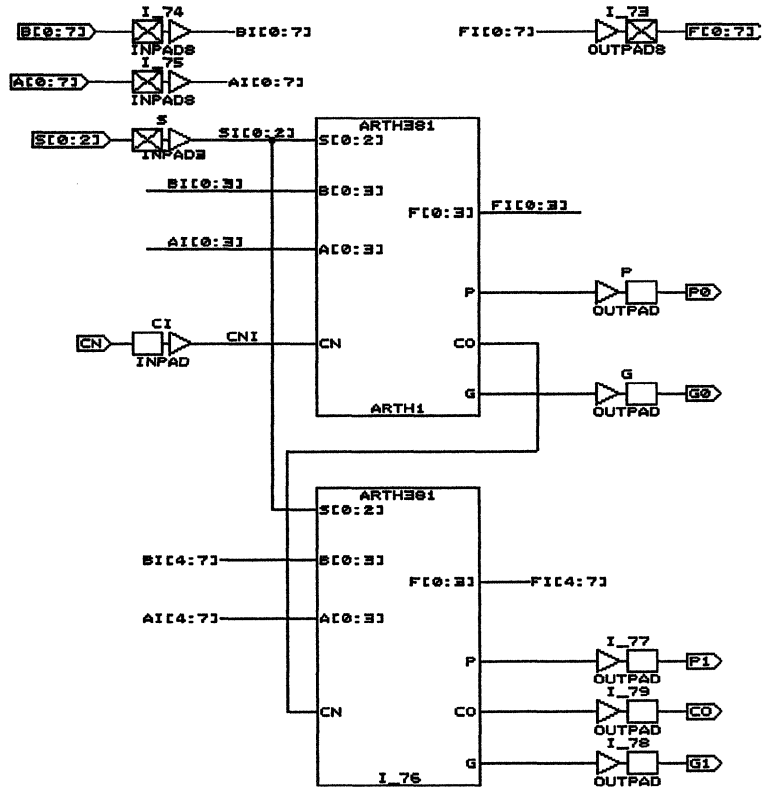 I_74
B[0:7]
BI[0:7]
INPAD8
I_73
FI[0:7]
F[0:7]
OUTPAD8
I_75
A[0:7]
AI[0:7]
INPAD8
S
S[0:2]
SI[0:2]
INPAD3
ARTH381
S[0:2]
BI[0:3]
B[0:3]
F[0:3]
FI[0:3]
AI[0:3]
A[0:3]
P
P
P0
OUTPAD
CI
CN
CNI
CN
CO
INPAD
G
G
G0
OUTPAD
ARTH1
ARTH381
S[0:2]
BI[4:7]
B[0:3]
F[0:3]
FI[4:7]
AI[4:7]
A[0:3]
I_77
P
P1
OUTPAD
I_79
CN
CO
CO
OUTPAD
I_78
G
G1
OUTPAD
I_76